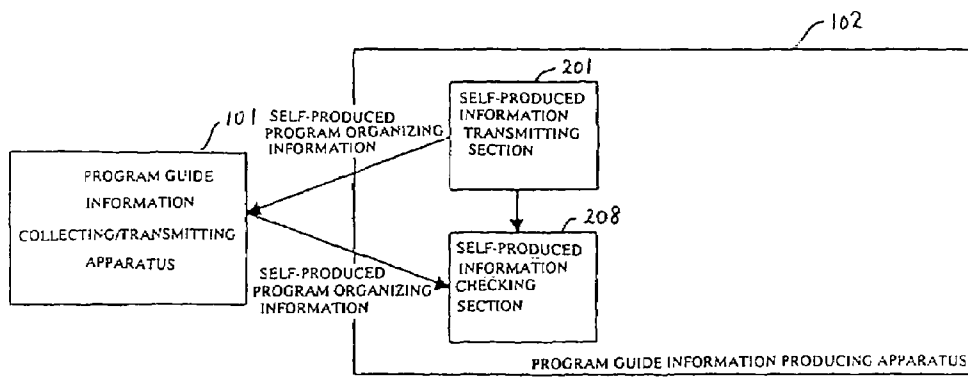 102
201
SELF-PRODUCED
INFORMATION
TRANSMITTING
SECTION
SELF-PRODUCED
PROGRAM ORGANIZING
INFORMATION
101
PROGRAM GUIDE
INFORMATION
COLLECTING/TRANSMITTING
APPARATUS
208
SELF-PRODUCED
INFORMATION
CHECKING
SECTION
SELF-PRODUCED
PROGRAM ORGANIZING
INFORMATION
PROGRAM GUIDE INFORMATION PRODUCING APPARATUS